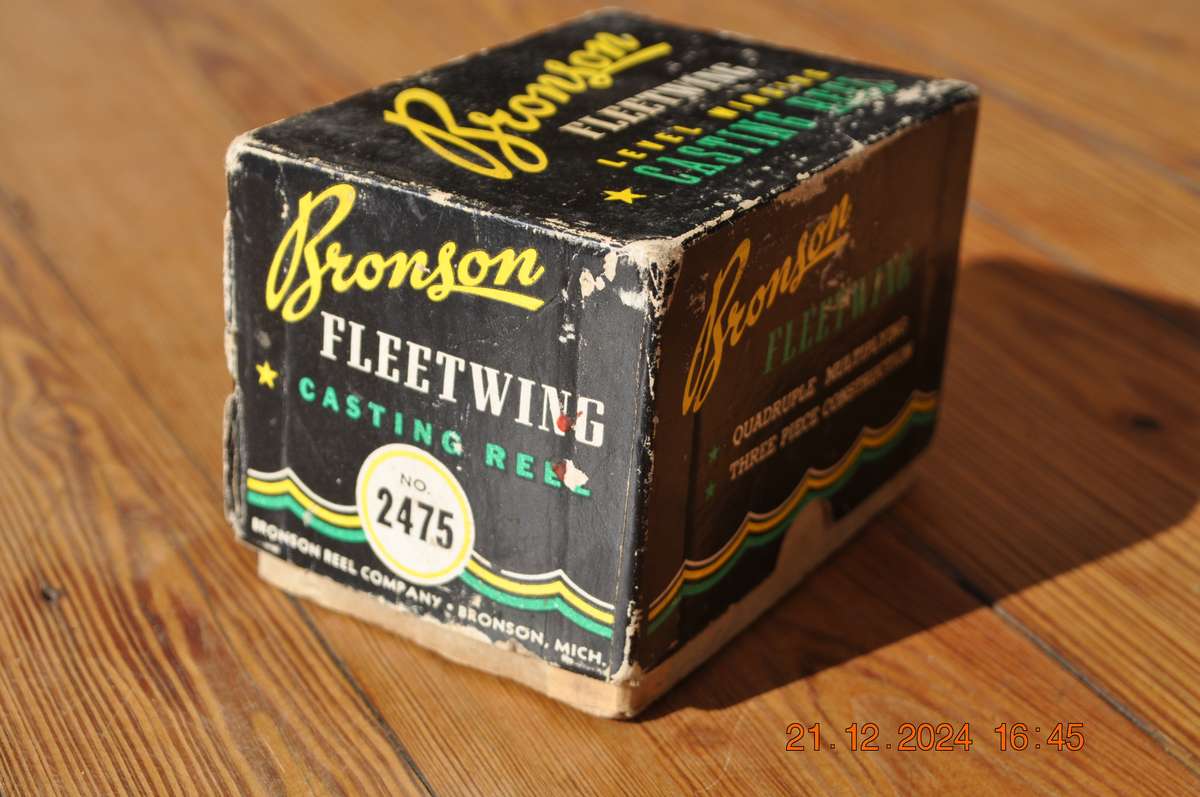 Bronson
FLEETWING
LEVEL WINDING
CASTING REEL
Bronson
FLEETWING
CASTING REEL
NO.
2475
BRONSON REEL COMPANY • BRONSON, MICH.
Bronson
FLEETWING
QUADRUPLE MULTIPLYING
THREE PIECE CONSTRUCTION
21.12.2024 16:45